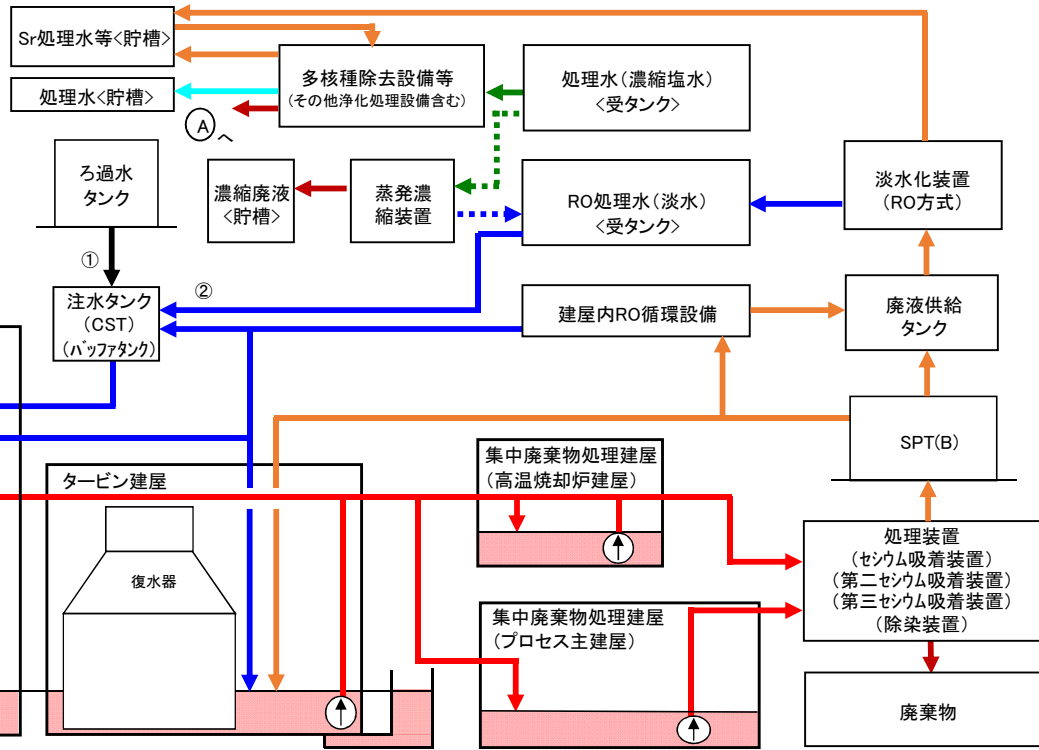 Sr処理水等<貯槽>
処理水<貯槽>
多核種除去設備等
(その他浄化処理設備含む)
Aへ
処理水(濃縮塩水)
<受タンク>
ろ過水
タンク
濃縮廃液
<貯槽>
蒸発濃
縮装置
RO処理水(淡水)
<受タンク>
淡水化装置
(RO方式)
①
②
注水タンク
(CST)
(バッファタンク)
建屋内RO循環設備
廃液供給
タンク
SPT(B)
タービン建屋
復水器
集中廃棄物処理建屋
(高温焼却炉建屋)
集中廃棄物処理建屋
(プロセス主建屋)
処理装置
(セシウム吸着装置)
(第二セシウム吸着装置)
(第三セシウム吸着装置)
(除染装置)
廃棄物